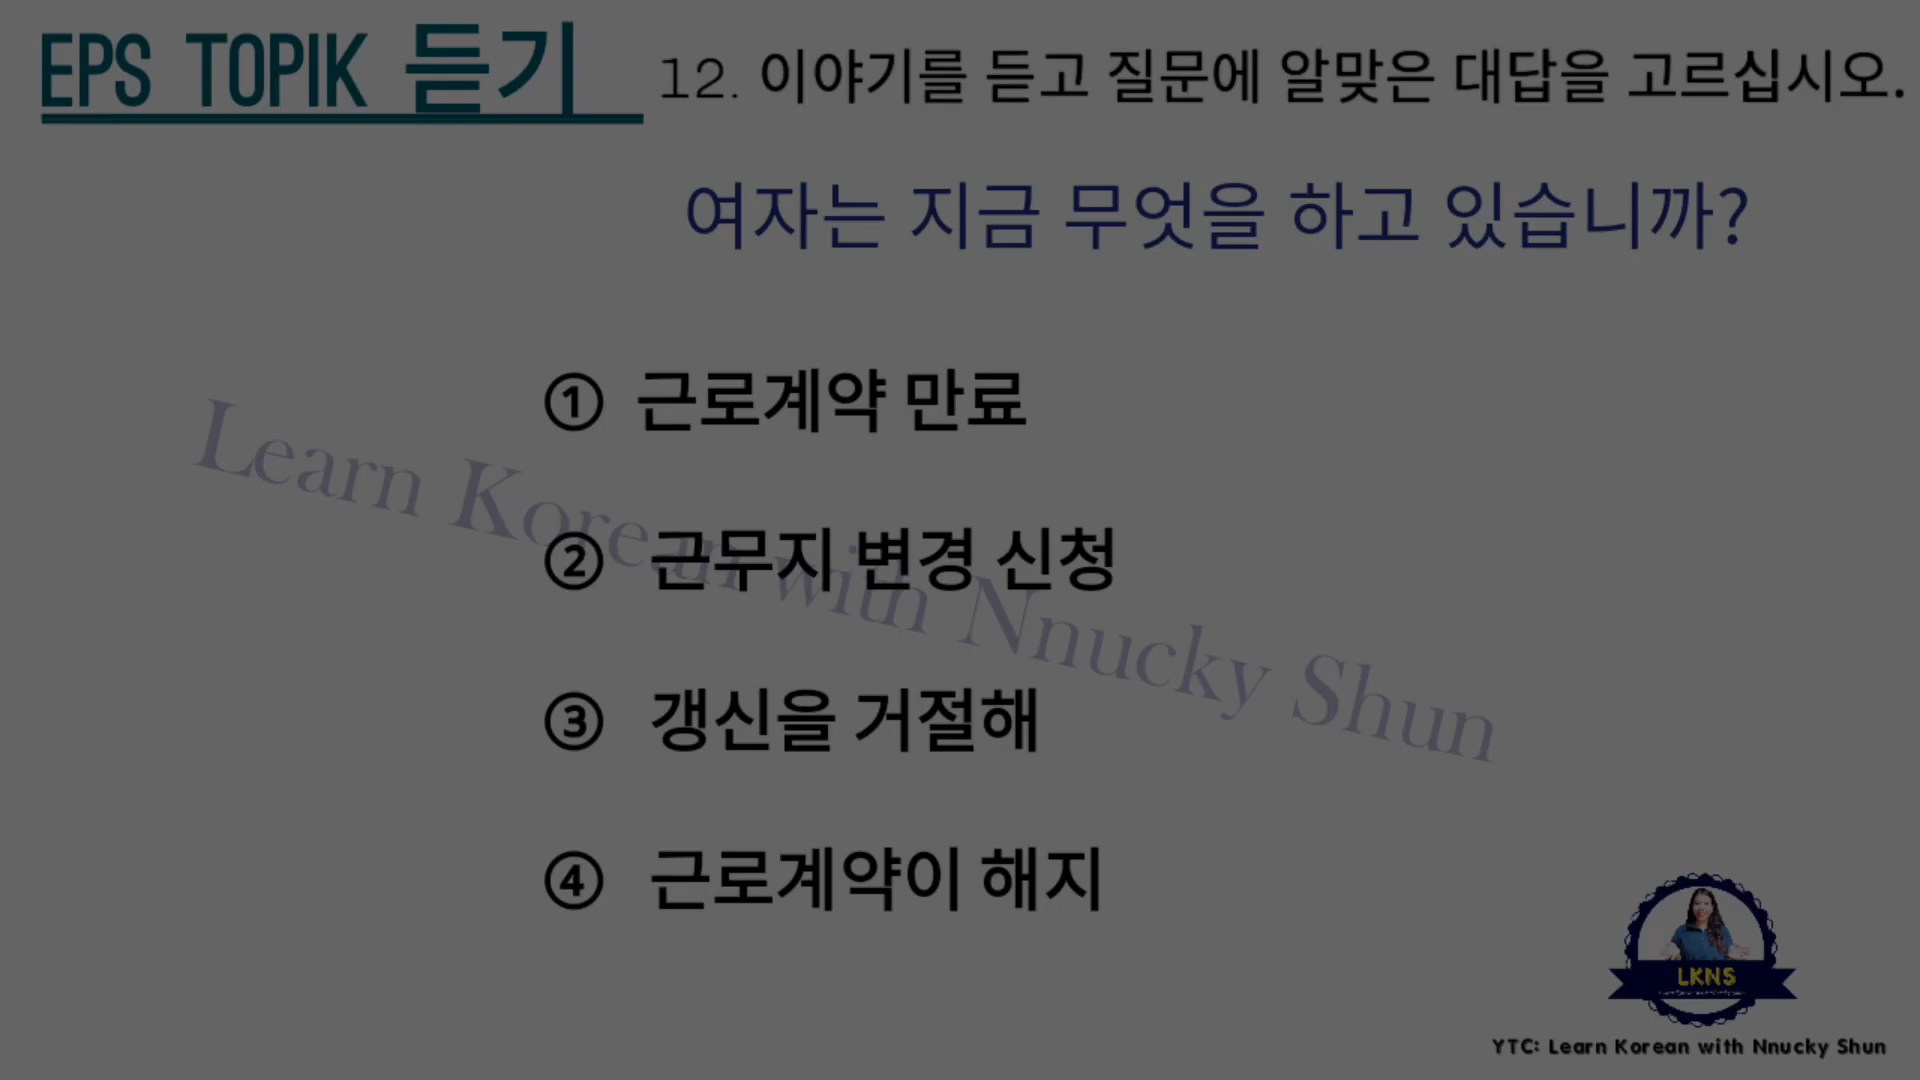 EPS TOPIK 듣기
12. 이야기를 듣고 질문에 알맞은 대답을 고르십시오.
여자는 지금 무엇을 하고 있습니까?
① 근로계약 만료
② 근무지 변경 신청
③ 갱신을 거절해
④ 근로계약이 해지
Learn Korean with Nnucky Shun
LKNS
YTC: Learn Korean with Nnucky Shun